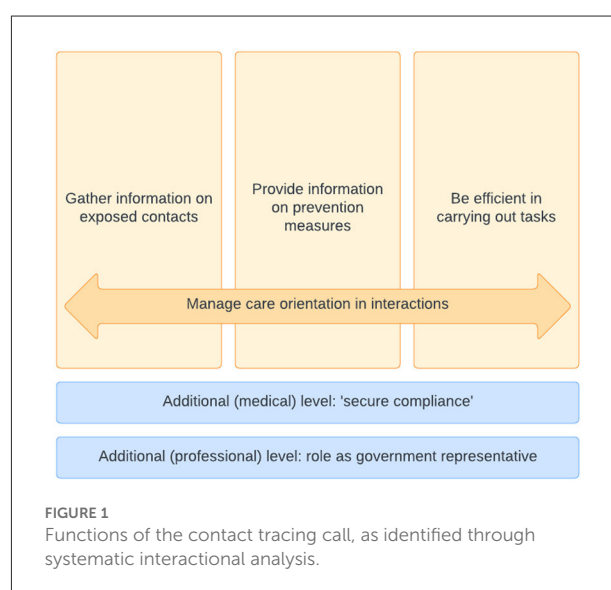 Gather information on
exposed contacts
Provide information
on prevention
measures
Be efficient in
carrying out tasks
Manage care orientation in interactions
Additional (medical) level: 'secure compliance'
Additional (professional) level: role as government representative
FIGURE 1
Functions of the contact tracing call, as identified through
systematic interactional analysis.